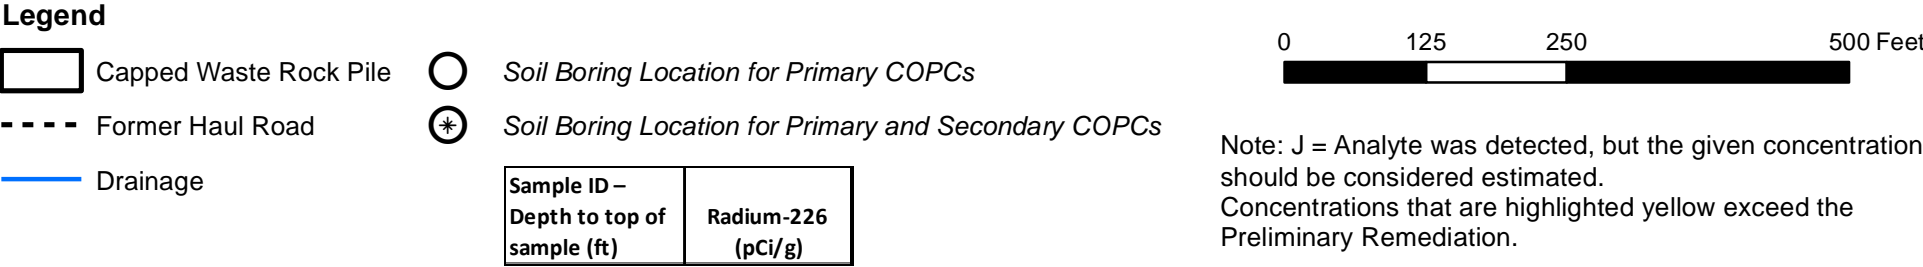 Legend
Capped Waste Rock Pile
Former Haul Road
Drainage
Soil Boring Location for Primary COPCs
Soil Boring Location for Primary and Secondary COPCs
Sample ID –
Depth to top of
sample (ft)
Radium-226
(pCi/g)
0 125 250 500 Feet
Note: J = Analyte was detected, but the given concentration
should be considered estimated.
Concentrations that are highlighted yellow exceed the
Preliminary Remediation.